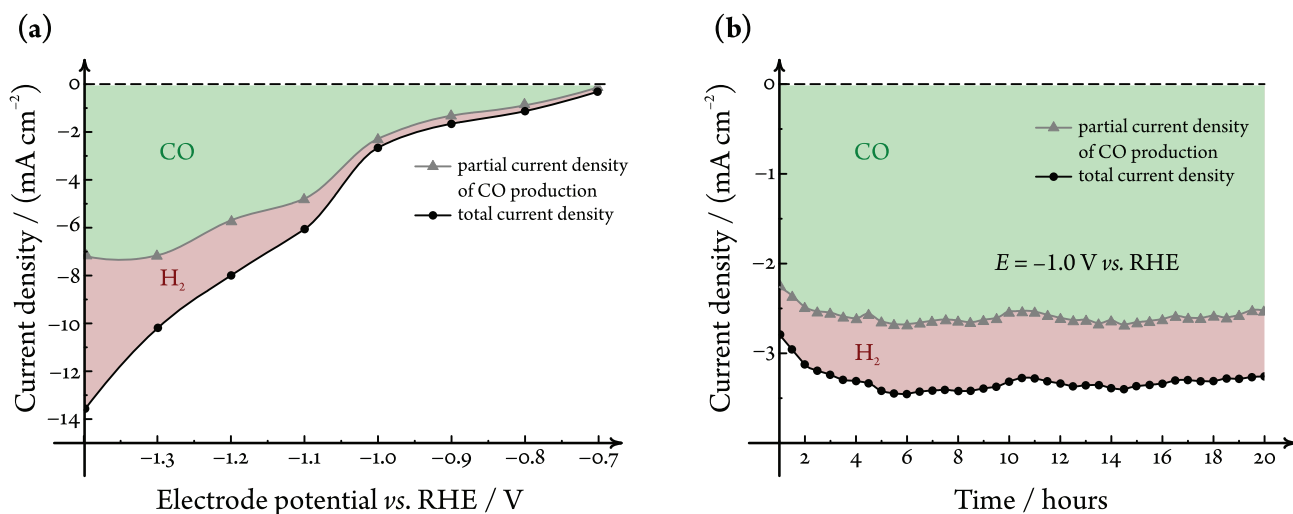 (a)
0
−2
−4
−6
−8
−10
−12
−14
Current density / (mA cm⁻²)
CO
H₂
partial current density
of CO production
total current density
−1.3 −1.2 −1.1 −1.0 −0.9 −0.8 −0.7
Electrode potential vs. RHE / V
(b)
0
−1
−2
−3
Current density / (mA cm⁻²)
CO
partial current density
of CO production
total current density
E = −1.0 V vs. RHE
H₂
2 4 6 8 10 12 14 16 18 20
Time / hours